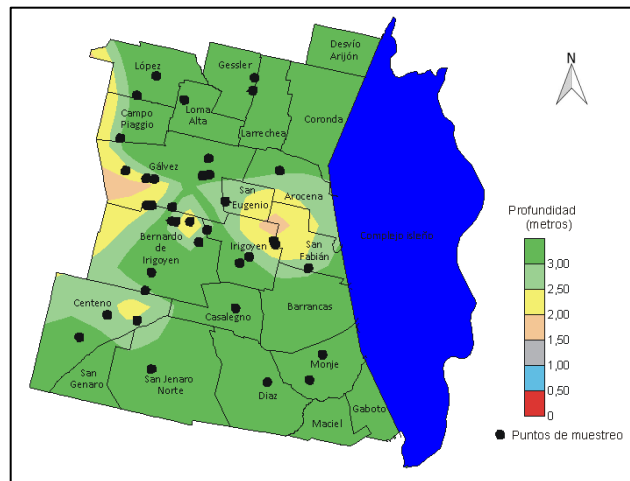 Desvío
Arijón
López
Gessler
N
Campo
Piaggio
Loma
Alta
Larrechea
Coronda
Gálvez
San
Eugenio
Arocena
Profundidad
(metros)
3,00
2,50
2,00
1,50
1,00
0,50
0
Complejo isleño
Bernardo
de
Irigoyen
Irigoyen
San
Fabián
Centeno
Casalegno
Barrancas
San
Genaro
San Jenaro
Norte
Díaz
Monje
Maciel
Gaboto
Puntos de muestreo